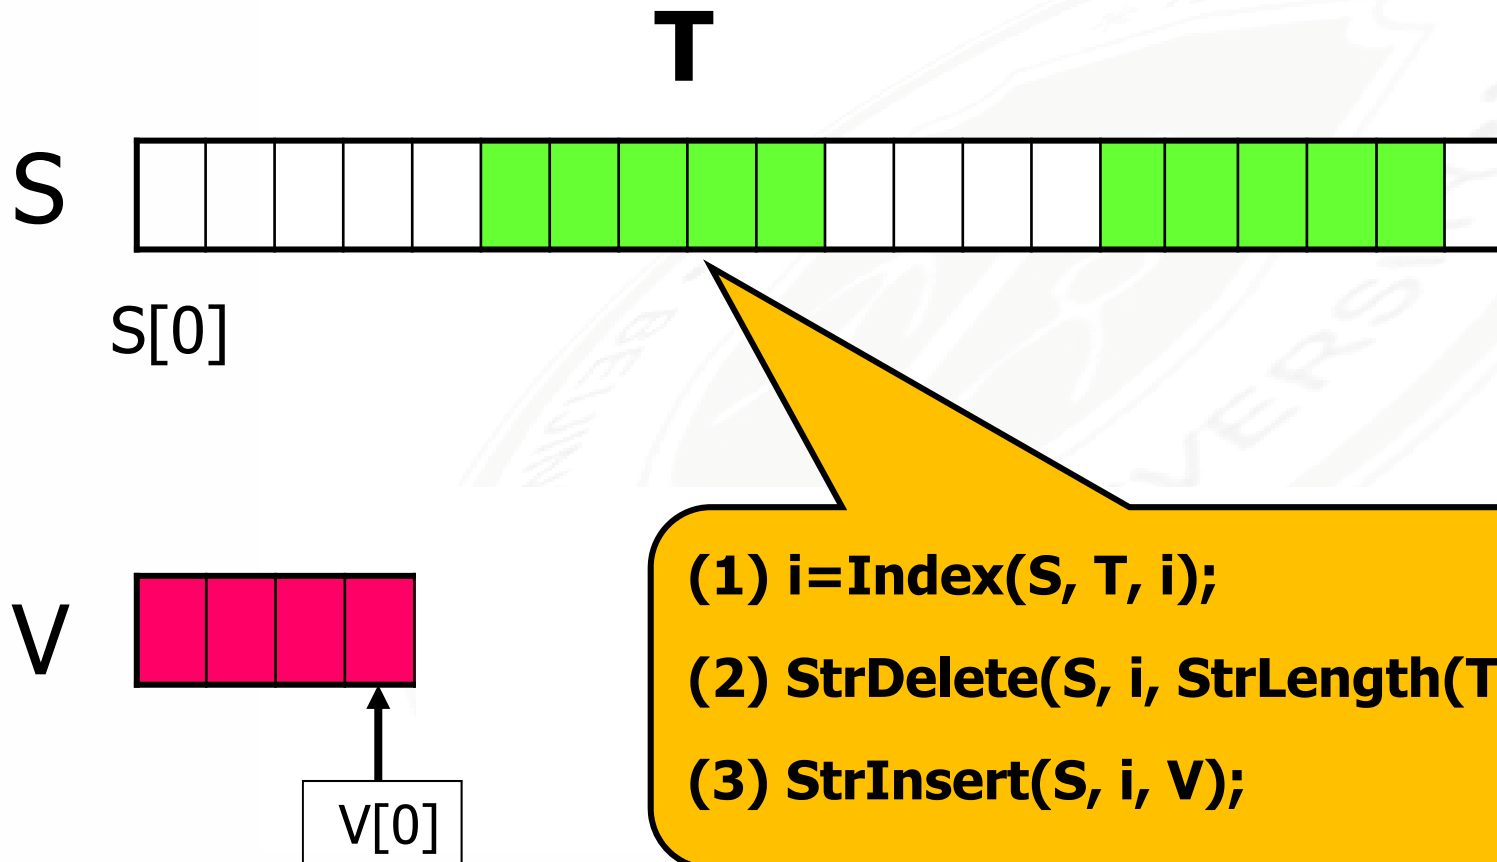 T
S
S[0]
(1) i=Index(S, T, i);
V
(2) StrDelete(S, i, StrLength(T
(3) StrInsert(S, i, V);
V[0]